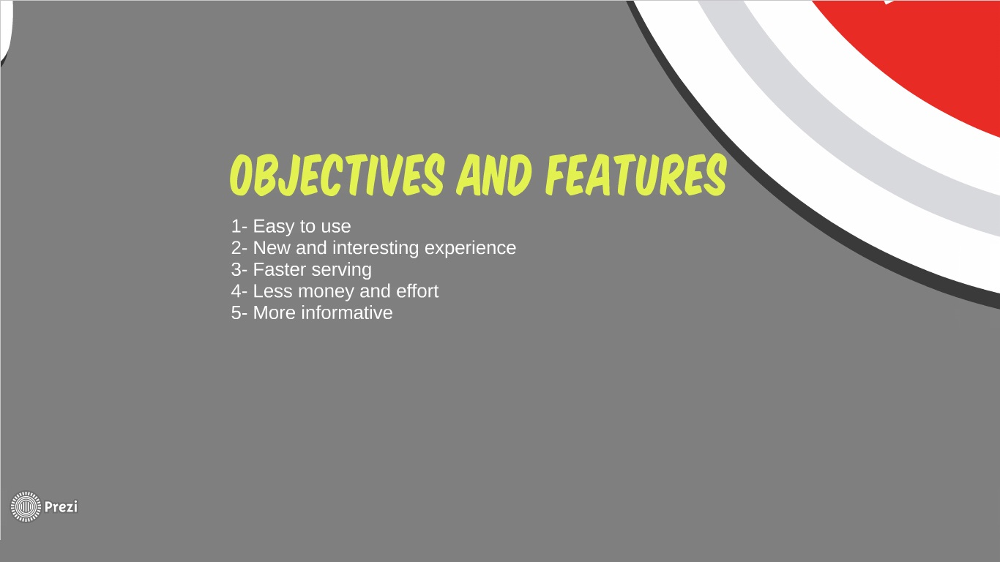 OBJECTIVES AND FEATURES
1- Easy to use
2- New and interesting experience
3- Faster serving
4- Less money and effort
5- More informative
Prezi